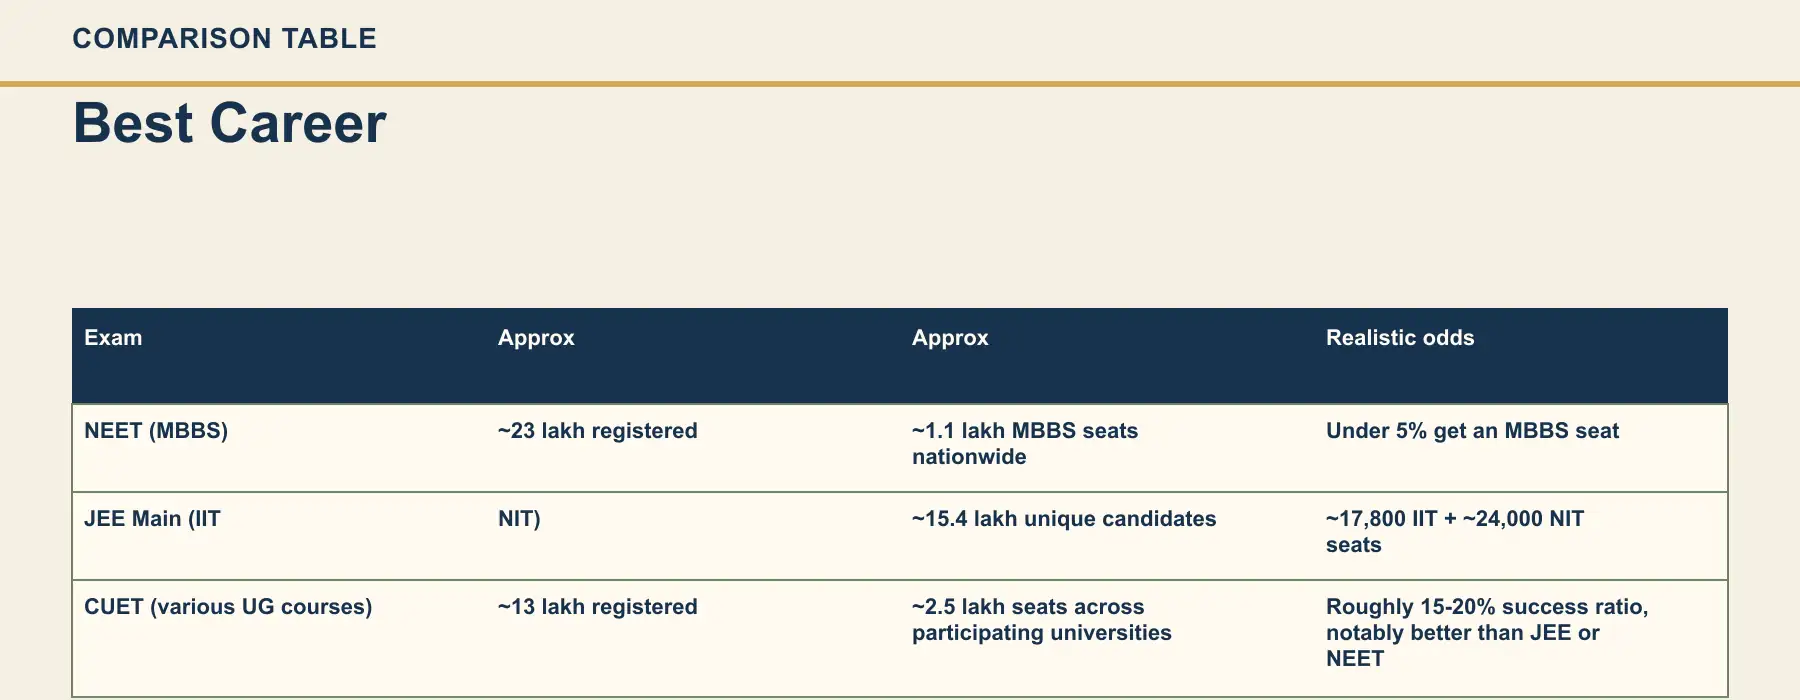 COMPARISON TABLE
Best Career
Exam Approx Approx Realistic odds
NEET (MBBS) ~23 lakh registered ~1.1 lakh MBBS seats Under 5% get an MBBS seat
nationwide
JEE Main (IIT NIT) ~15.4 lakh unique candidates ~17,800 IIT + ~24,000 NIT
seats
CUET (various UG courses) ~13 lakh registered ~2.5 lakh seats across Roughly 15-20% success ratio,
participating universities notably better than JEE or
NEET